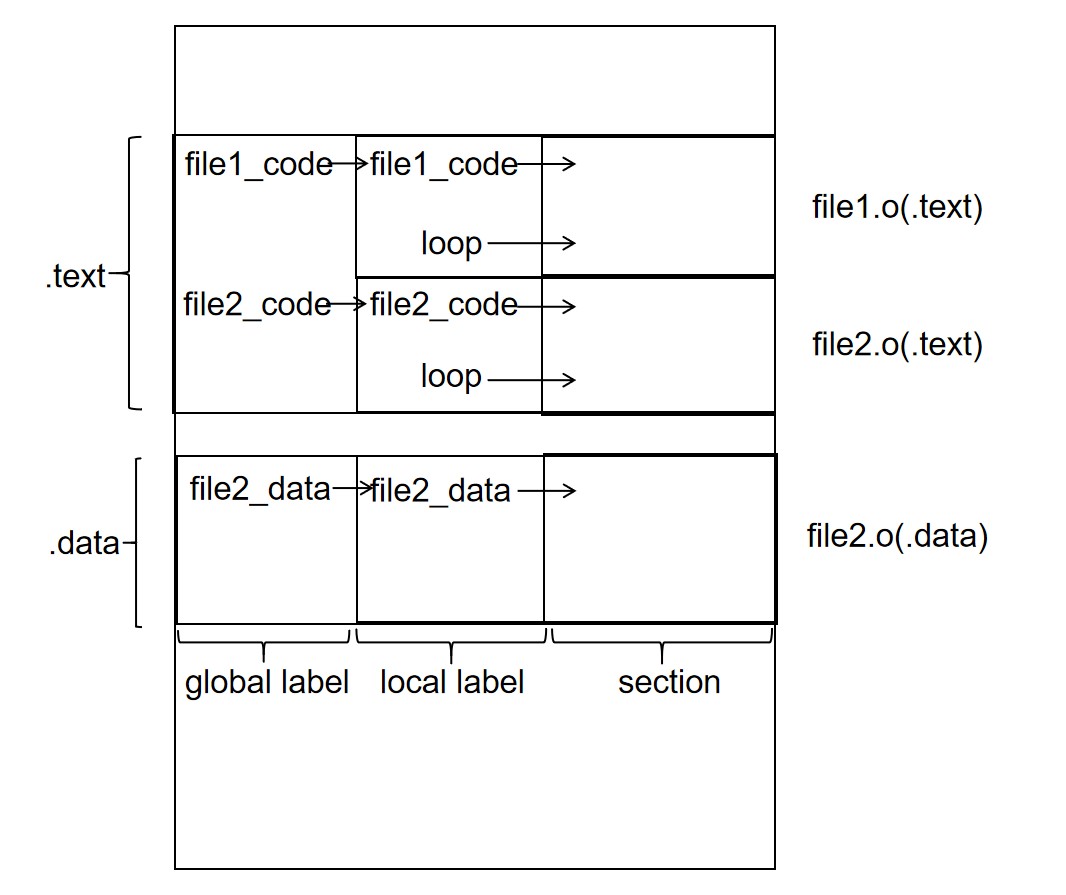 file1_code
file1_code
file1.o(.text)
loop
.text
file2_code
file2_code
file2.o(.text)
loop
file2_data
file2_data
.data
file2.o(.data)
global label
local label
section